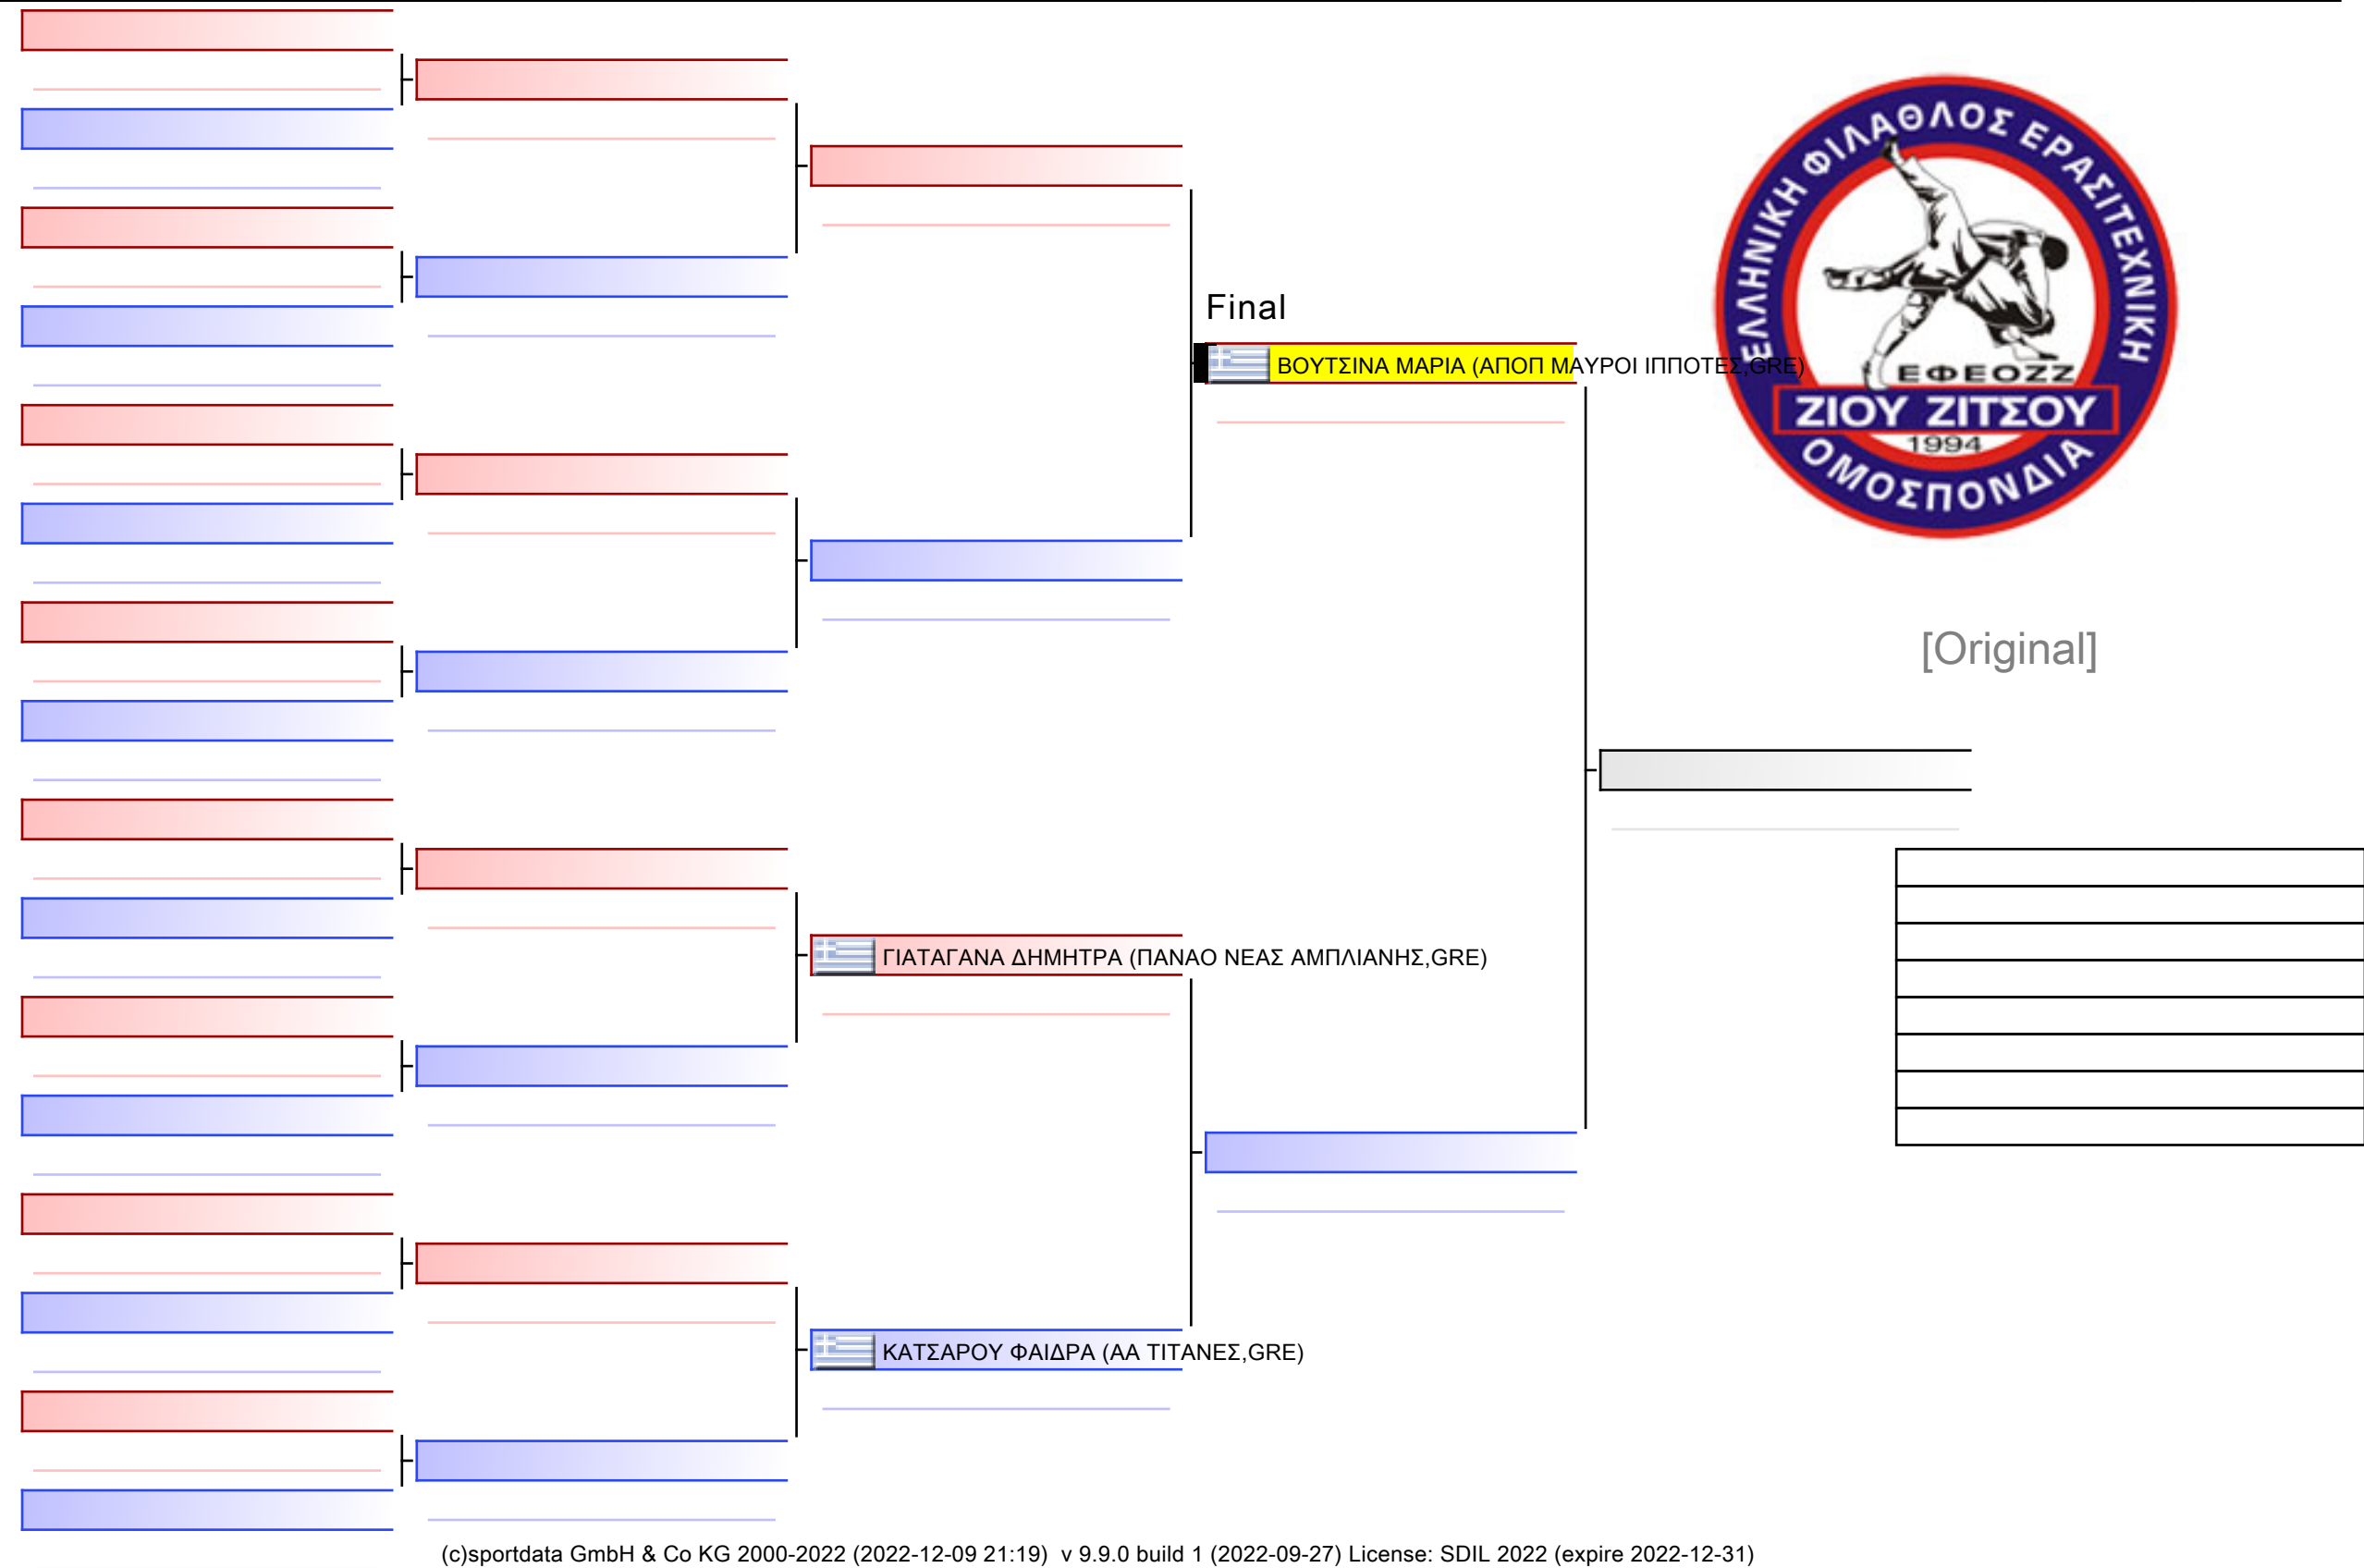 ΕΛΛΗΝΙΚΗ ΦΙΛΑΘΛΟΣ ΕΡΑΣΙΤΕΧΝΙΚΗ
Final
ΒΟΥΤΣΙΝΑ ΜΑΡΙΑ (ΑΠΟΠ ΜΑΥΡΟΙ ΙΠΠΟΤΕΣ,GRE)
ΕΦΕΟΖΖ
ΖΙΟΥ ΖΙΤΣΟΥ
1994
ΟΜΟΣΠΟΝΔΙΑ
[Original]
ΓΙΑΤΑΓΑΝΑ ΔΗΜΗΤΡΑ (ΠΑΝΑΟ ΝΕΑΣ ΑΜΠΛΙΑΝΗΣ,GRE)
ΚΑΤΣΑΡΟΥ ΦΑΙΔΡΑ (ΑΑ ΤΙΤΑΝΕΣ,GRE)
(c)sportdata GmbH & Co KG 2000-2022 (2022-12-09 21:19) v 9.9.0 build 1 (2022-09-27) License: SDIL 2022 (expire 2022-12-31)